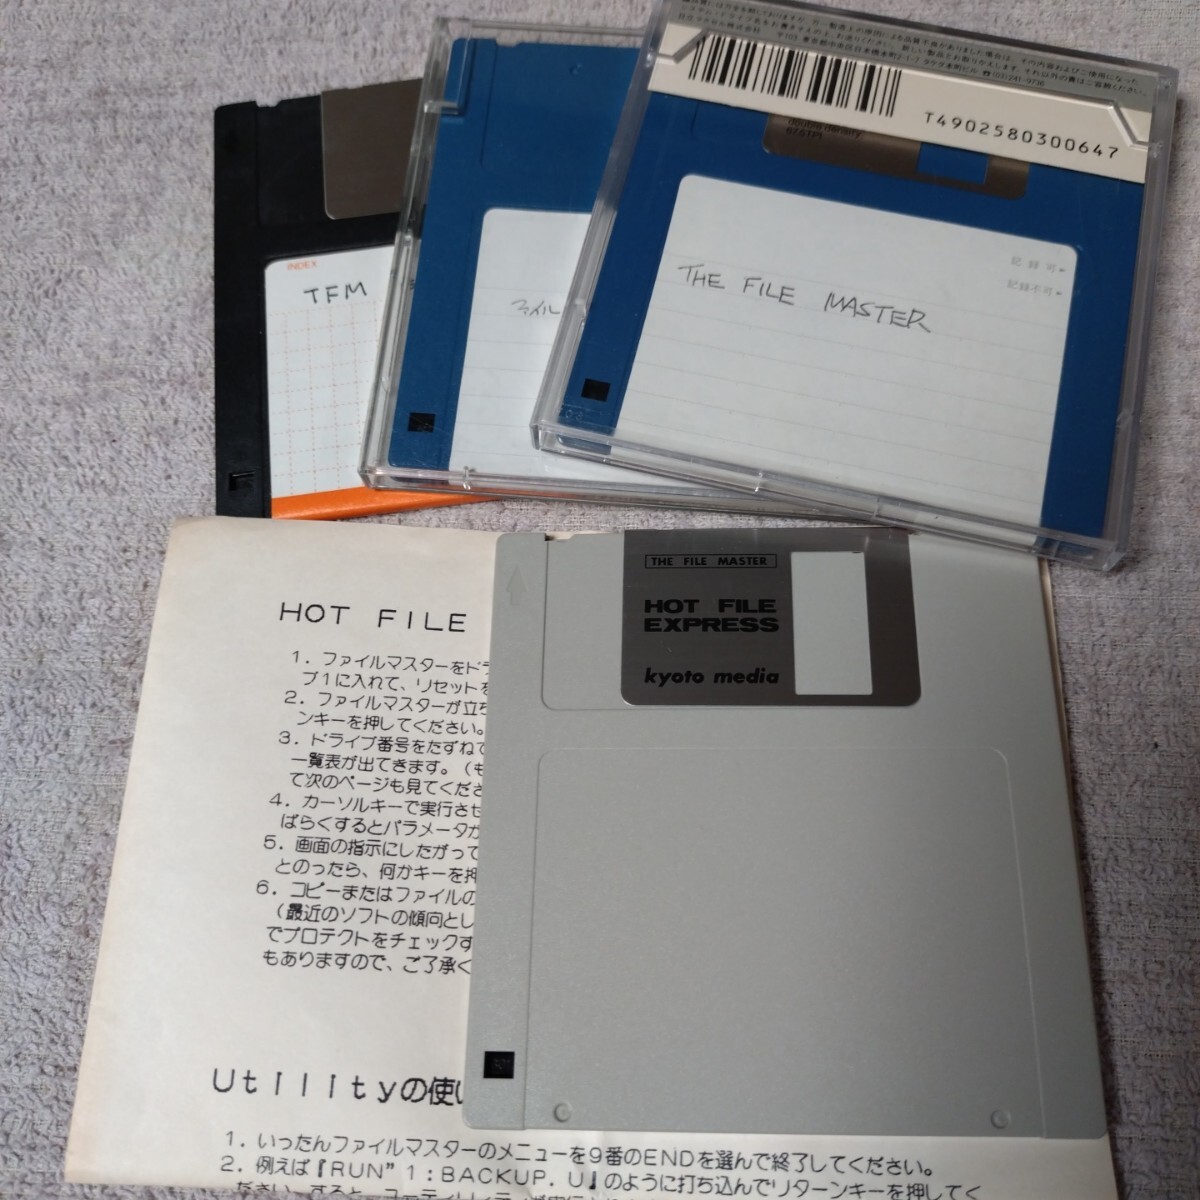 T4902580300647
double density
67.5TPI
記録可
記録不可
THE FILE MASTER
INDEX
TFM
THE FILE MASTER
HOT FILE
EXPRESS
kyoto media
HOT FILE
1. ファイルマスターをドラ
ブ1に入れて、リセットを
2. ファイルマスターが立ち
ンキーを押してください。
3. ドライブ番号をたずねて
一覧表が出てきます。(も
て次のページも見てくださ
4. カーソルキーで実行させ
ばらくするとパラメータが
5. 画面の指示にしたがって
とのったら、何かキーを押
6. コピーまたはファイルの
(最近のソフトの傾向とし
でプロテクトをチェックす
もありますので、ご了承く
Utilityの使い
1. いったんファイルマスターのメニューを9番のENDを選んで終了してください。
2. 例えば『RUN"1:BACKUP. U』のように打ち込んでリターンキーを押してく